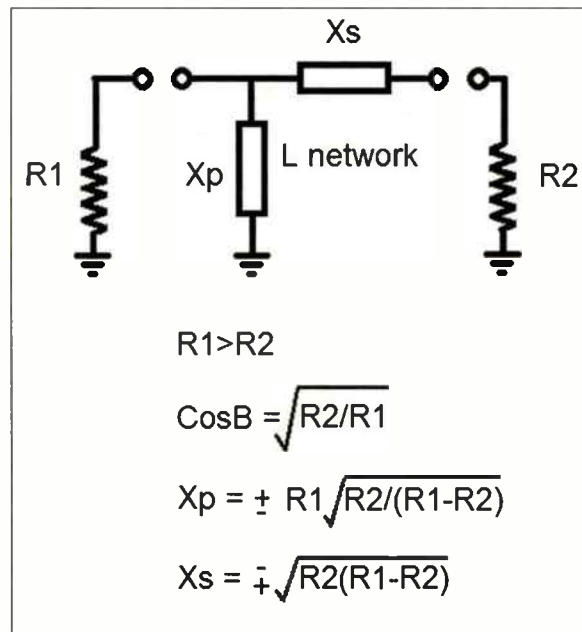 Xs
R1 Xp L network R2
R1>R2
CosB = √R2/R1
Xp = ± R1√R2/(R1-R2)
Xs = ∓√R2(R1-R2)